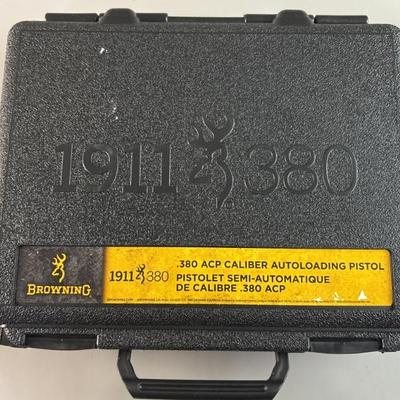 1911 380
.380 ACP CALIBER AUTOLOADING PISTOL
BROWNING
1911 380
PISTOLET SEMI-AUTOMATIQUE
DE CALIBRE .380 ACP